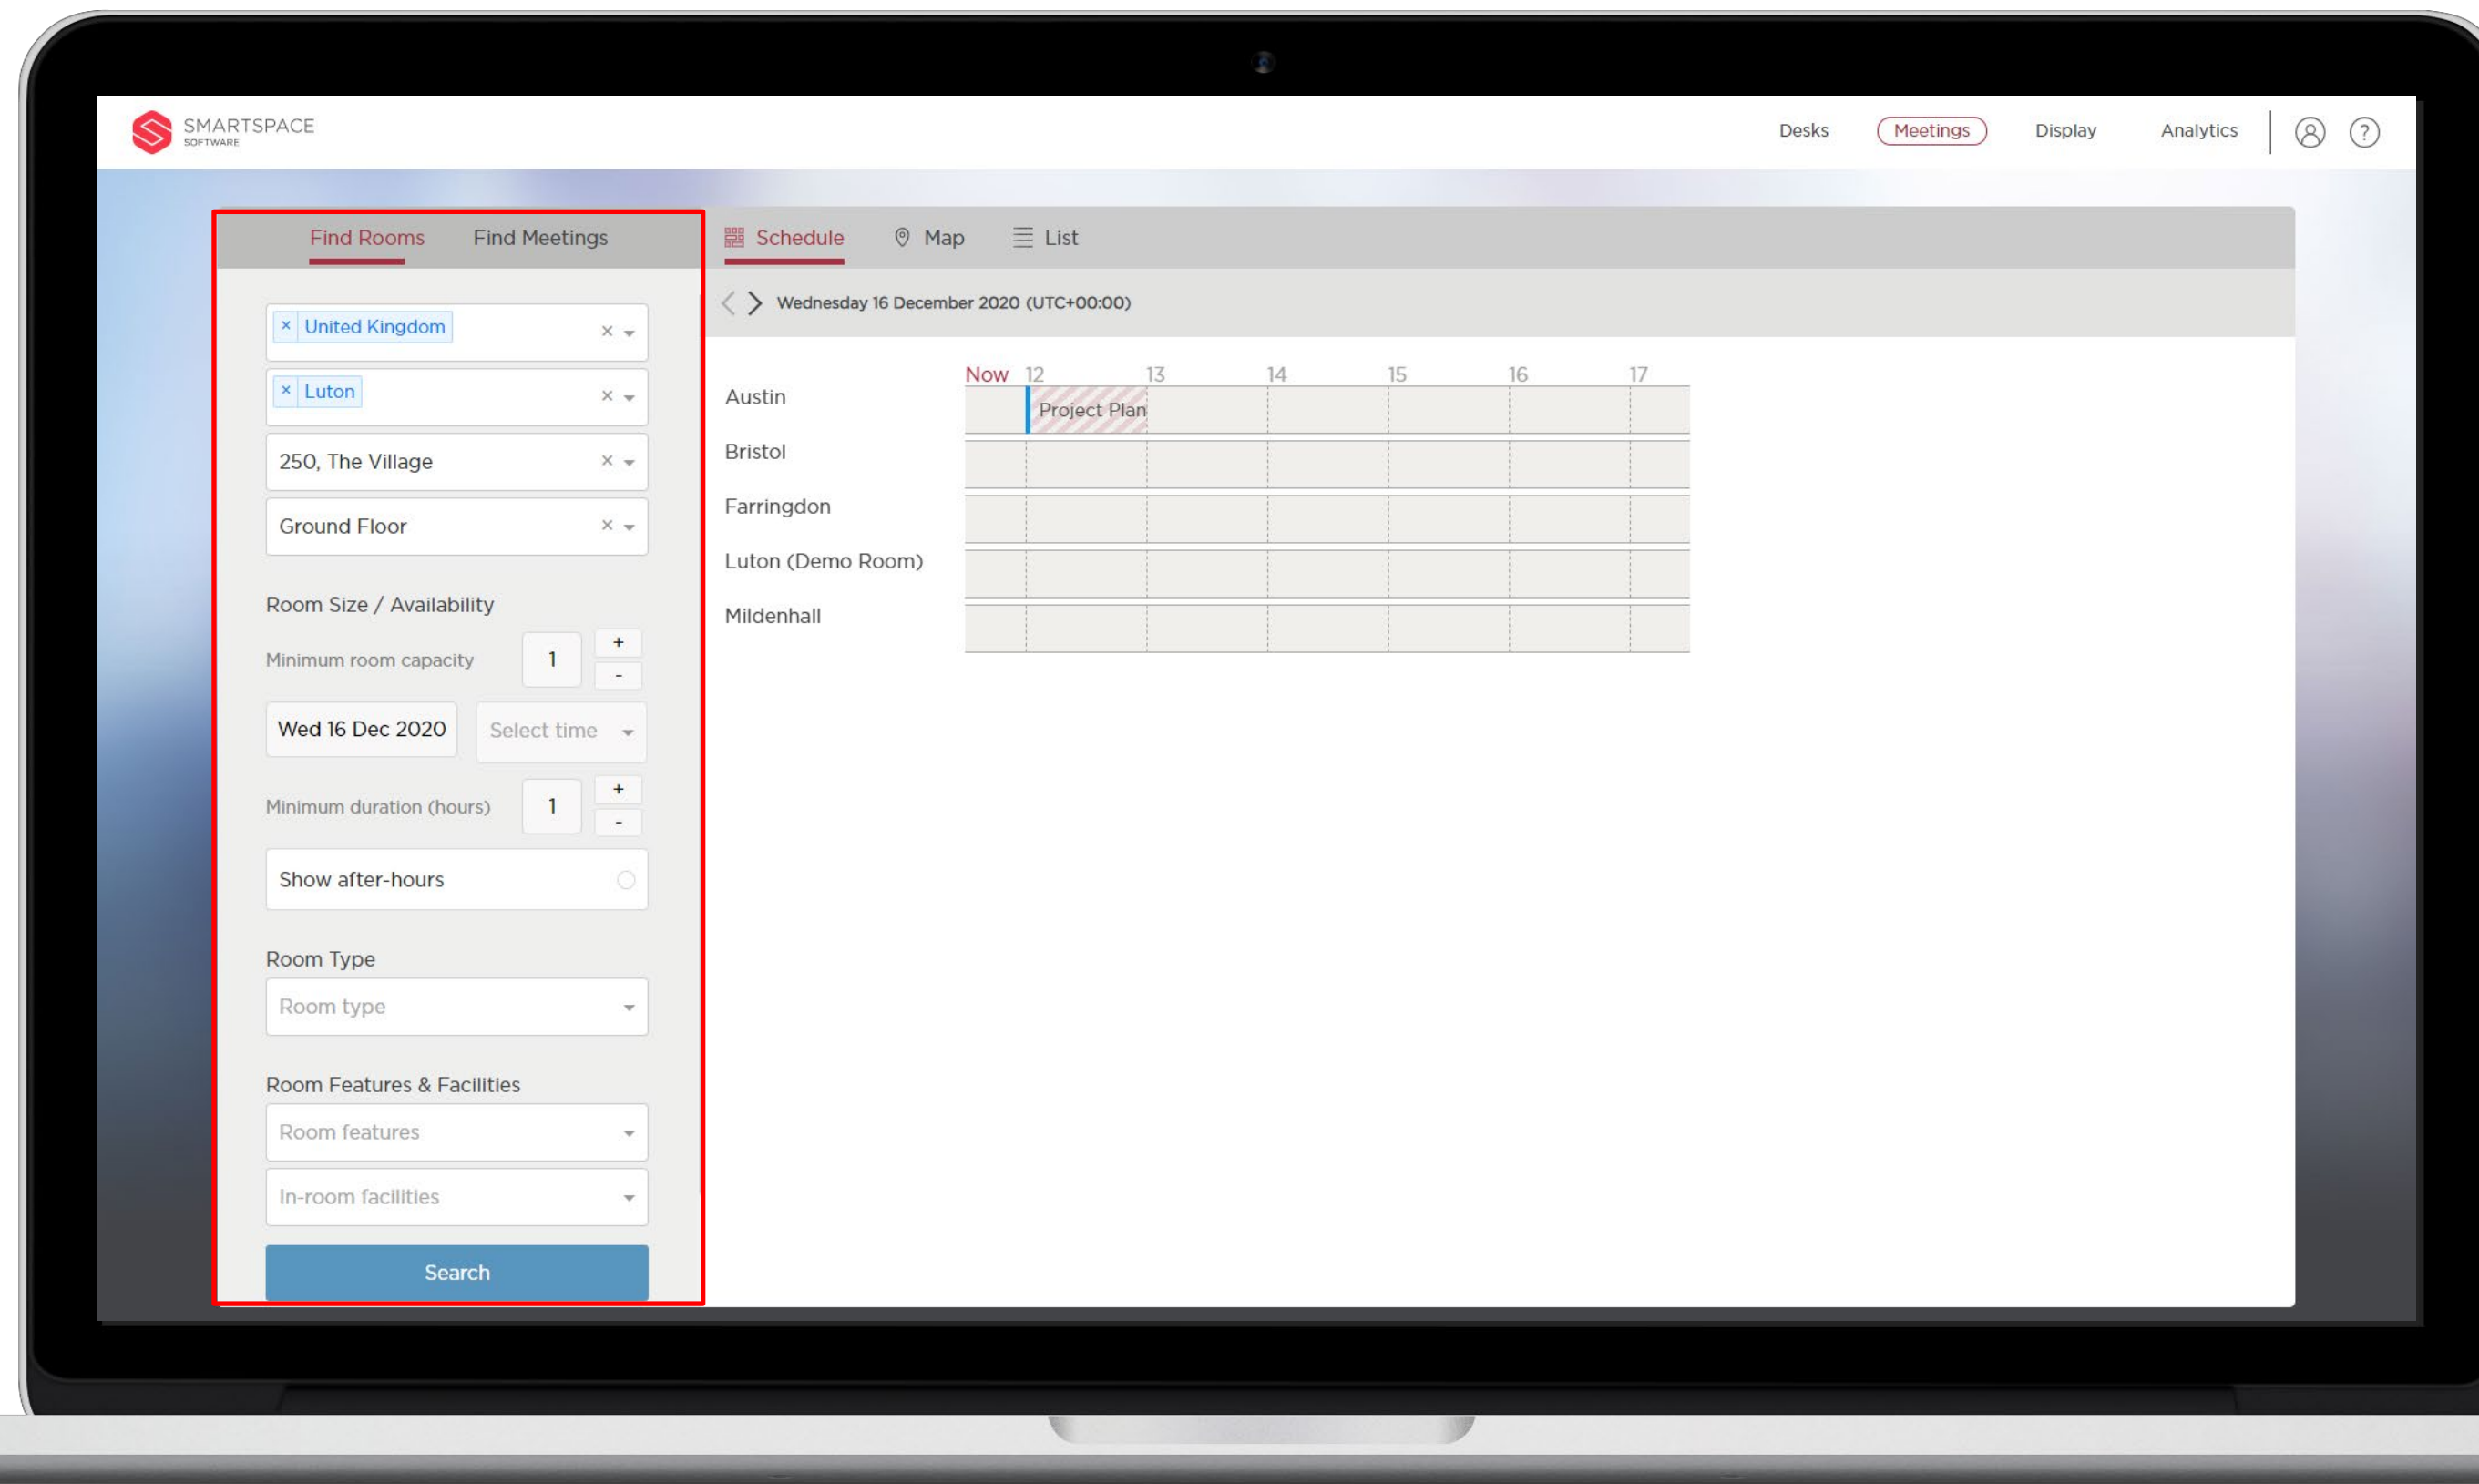 SMARTSPACE
SOFTWARE
Desks Meetings Display Analytics ?
Find Rooms Find Meetings
Schedule Map List
Wednesday 16 December 2020 (UTC+00:00)
× United Kingdom ×
× Luton ×
250, The Village ×
Ground Floor ×
Room Size / Availability
Minimum room capacity 1 + -
Wed 16 Dec 2020 Select time
Minimum duration (hours) 1 + -
Show after-hours
Room Type
Room type
Room Features & Facilities
Room features
In-room facilities
Search
Now 12 13 14 15 16 17
Austin Project Plan
Bristol
Farringdon
Luton (Demo Room)
Mildenhall